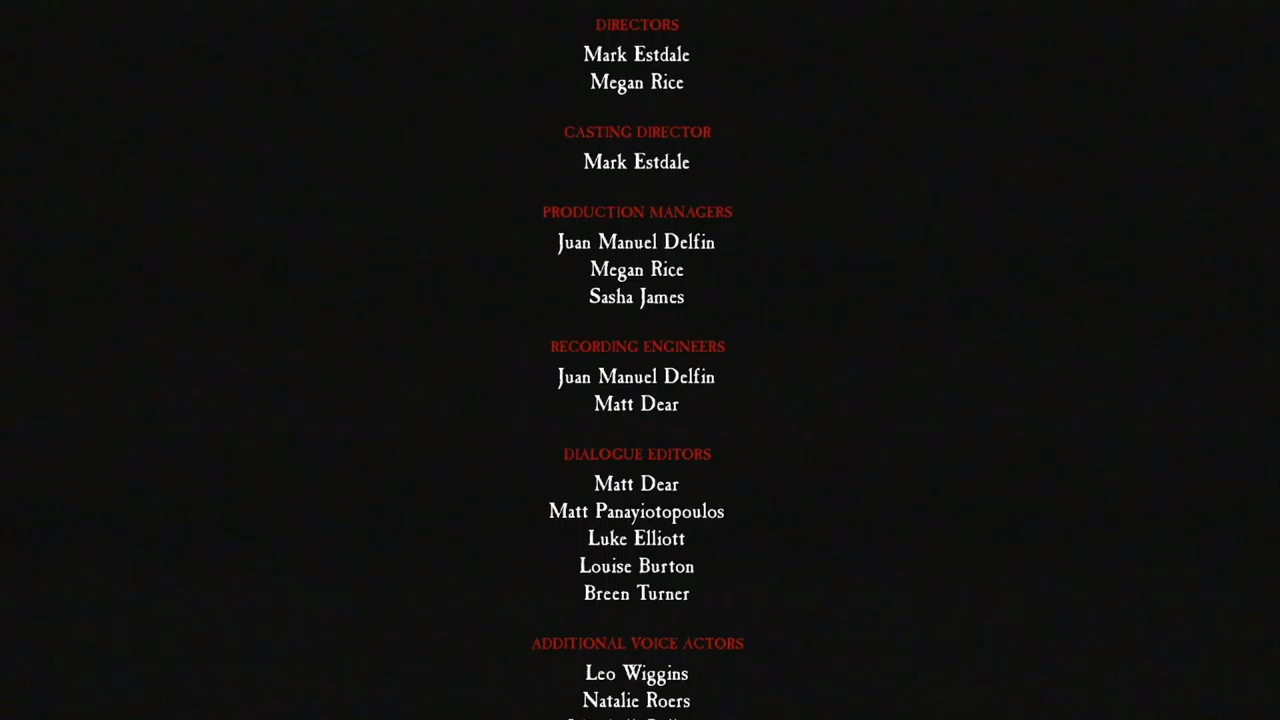 DIRECTORS
Mark Estdale
Megan Rice
CASTING DIRECTOR
Mark Estdale
PRODUCTION MANAGERS
Juan Manuel Delfin
Megan Rice
Sasha James
RECORDING ENGINEERS
Juan Manuel Delfin
Matt Dear
DIALOGUE EDITORS
Matt Dear
Matt Panayiotopoulos
Luke Elliott
Louise Burton
Breen Turner
ADDITIONAL VOICE ACTORS
Leo Wiggins
Natalie Roers